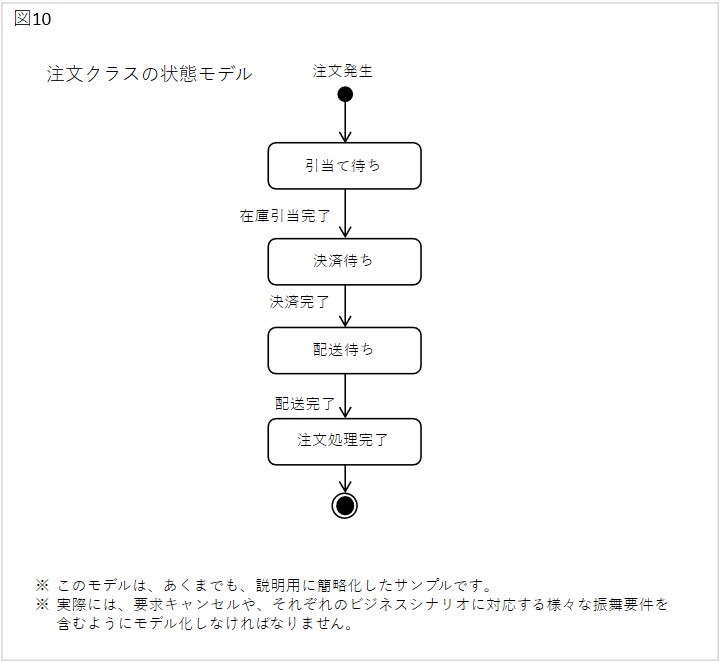 図10
注文クラスの状態モデル
注文発生
引当て待ち
在庫引当完了
決済待ち
決済完了
配送待ち
配送完了
注文処理完了
※ このモデルは、あくまでも、説明用に簡略化したサンプルです。
※ 実際には、要求キャンセルや、それぞれのビジネスシナリオに対応する様々な振舞要件を
含むようにモデル化しなければなりません。